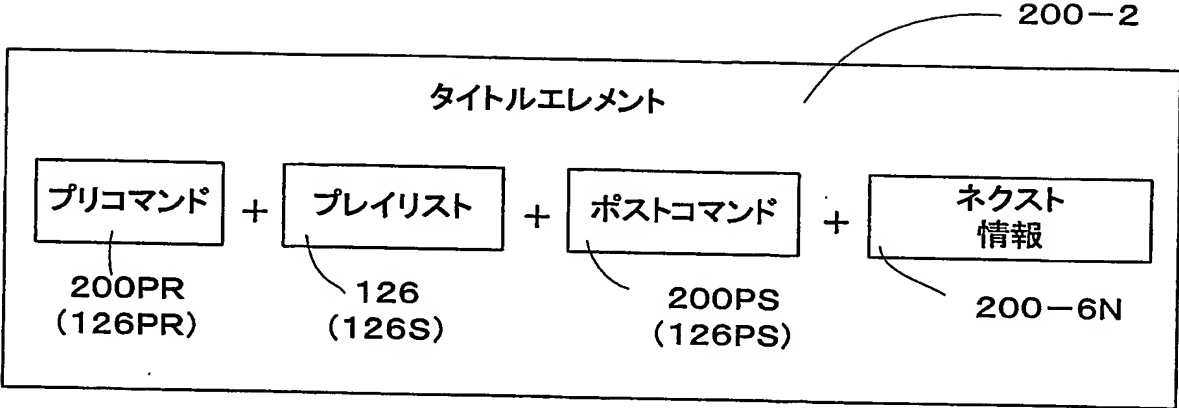 200-2
タイトルエレメント
プリコマンド + プレイリスト + ポストコマンド + ネクスト
情報
200PR
(126PR)
126
(126S)
200PS
(126PS)
200-6N